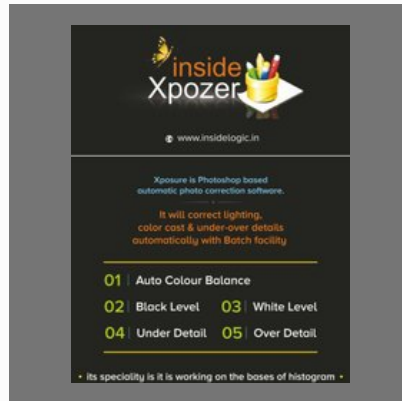 inside
Xpozer
www.insidelogic.in
Xposure is Photoshop based
automatic photo correction software.
It will correct lighting,
color cast & under-over details
automatically with Batch facility
01 | Auto Colour Balance
02 | Black Level 03 | White Level
04 | Under Detail 05 | Over Detail
• its speciality is it is working on the bases of histogram •